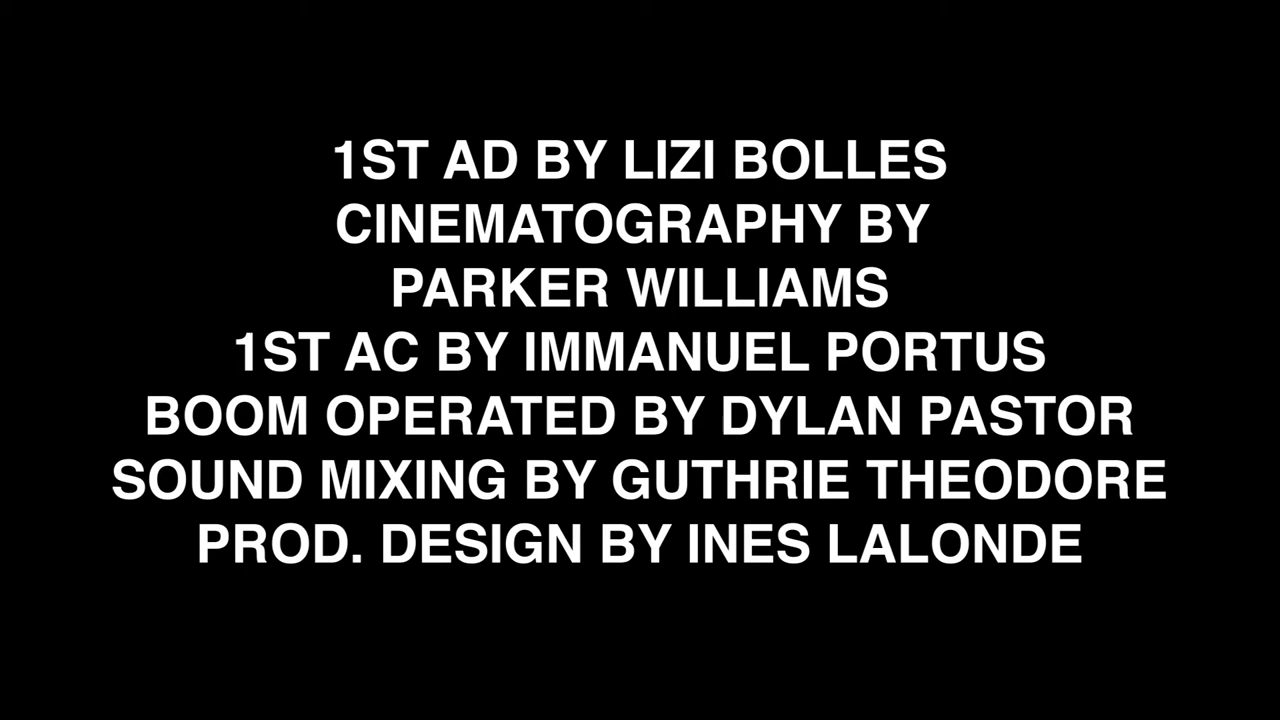 1ST AD BY LIZI BOLLES
CINEMATOGRAPHY BY
PARKER WILLIAMS
1ST AC BY IMMANUEL PORTUS
BOOM OPERATED BY DYLAN PASTOR
SOUND MIXING BY GUTHRIE THEODORE
PROD. DESIGN BY INES LALONDE